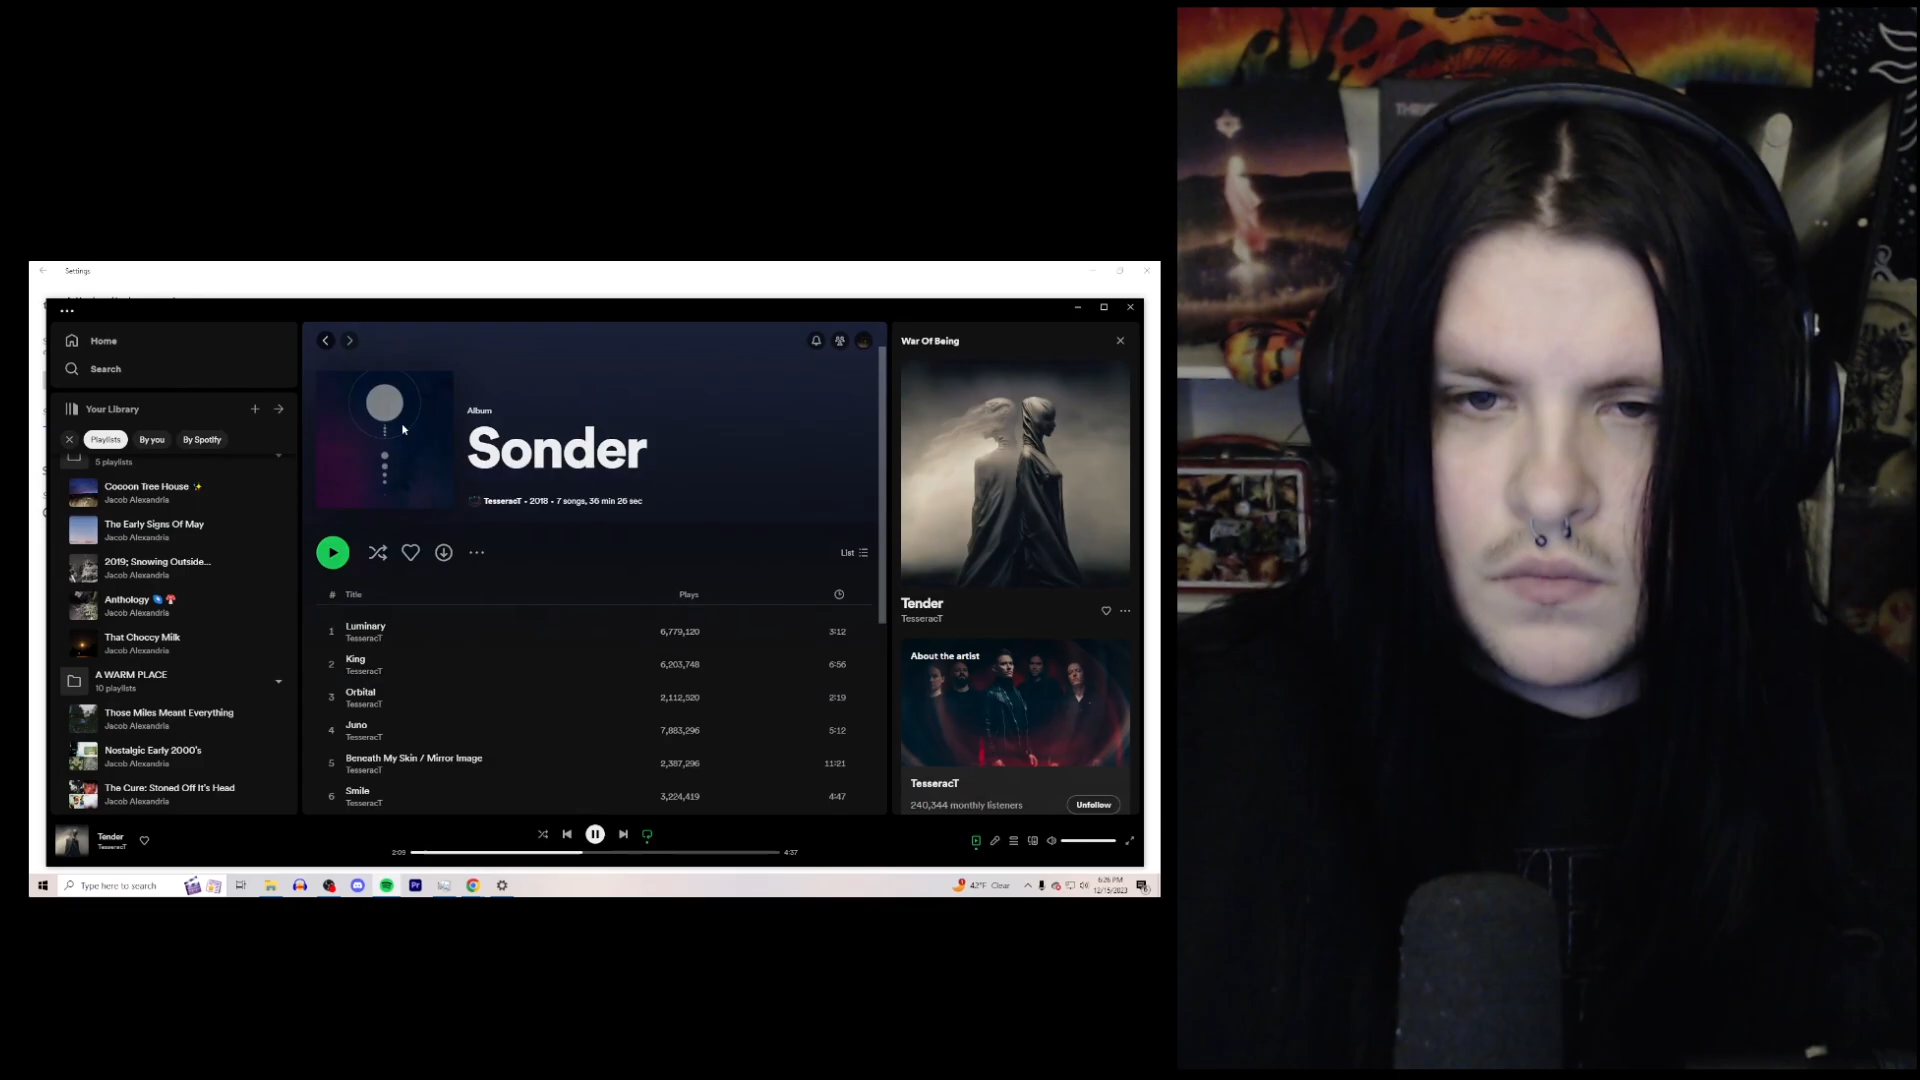 Settings
Home
Search
Your Library
Playlists
By you
By Spotify
5 playlists
Cocoon Tree House ✨
Jacob Alexandria
The Early Signs Of May
Jacob Alexandria
2019; Snowing Outside...
Jacob Alexandria
Anthology
Jacob Alexandria
That Choccy Milk
Jacob Alexandria
A WARM PLACE
10 playlists
Those Miles Meant Everything
Jacob Alexandria
Nostalgic Early 2000's
Jacob Alexandria
The Cure: Stoned Off It's Head
Jacob Alexandria
Album
Sonder
TesseracT • 2018 • 7 songs, 36 min 26 sec
List
# Title Plays
1 Luminary 6,779,120 3:12
TesseracT
2 King 6,203,748 6:56
TesseracT
3 Orbital 2,112,520 2:19
TesseracT
4 Juno 7,883,296 5:12
TesseracT
5 Beneath My Skin / Mirror Image 2,387,296 11:21
TesseracT
6 Smile 3,224,419 4:47
TesseracT
War Of Being
Tender
TesseracT
About the artist
TesseracT
240,344 monthly listeners
Unfollow
Tender
TesseracT
2:09
4:37
Type here to search
Pr
42°F Clear
6:26 PM
12/15/2023